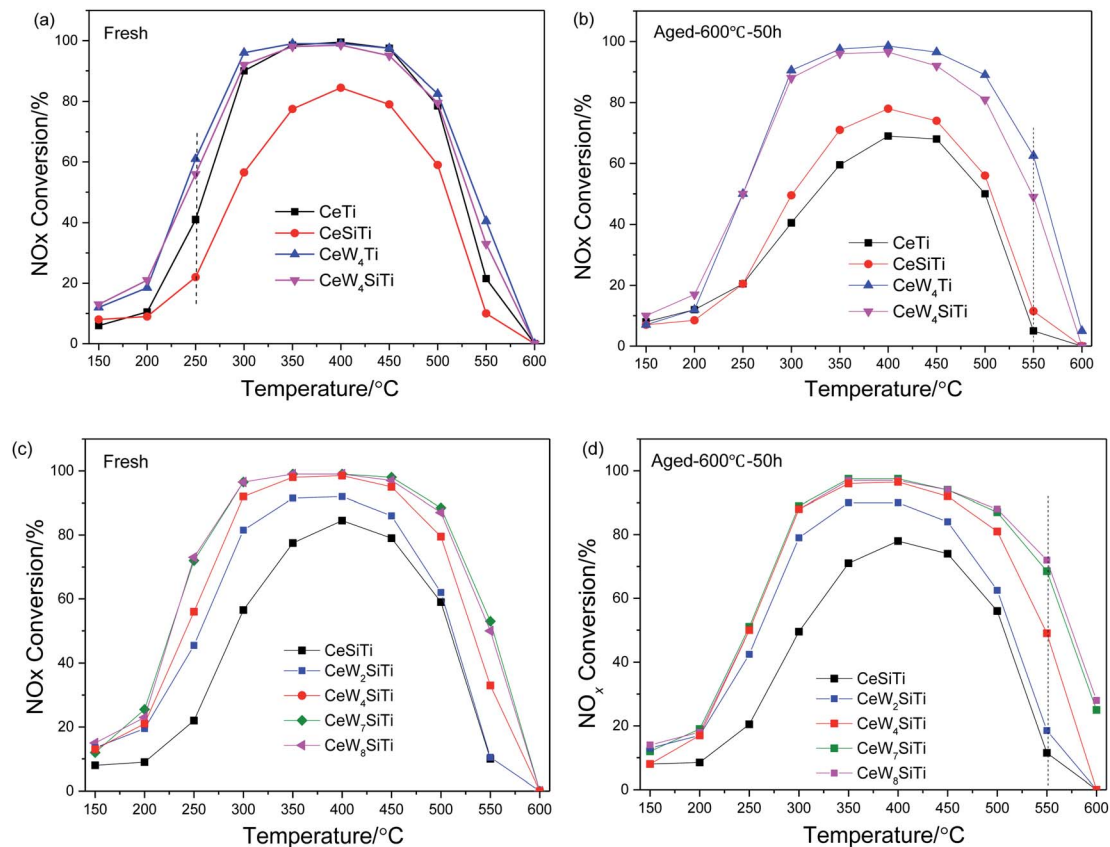 (a)
Fresh
NOx Conversion/%
100
80
60
40
20
0
CeTi
CeSiTi
CeW₄Ti
CeW₄SiTi
150 200 250 300 350 400 450 500 550 600
Temperature/°C
(b)
Aged-600℃-50h
NOx Conversion/%
100
80
60
40
20
0
CeTi
CeSiTi
CeW₄Ti
CeW₄SiTi
150 200 250 300 350 400 450 500 550 600
Temperature/°C
(c)
Fresh
NOx Conversion/%
100
80
60
40
20
0
CeSiTi
CeW₂SiTi
CeW₄SiTi
CeW₇SiTi
CeW₈SiTi
150 200 250 300 350 400 450 500 550 600
Temperature/°C
(d)
Aged-600℃-50h
NOₓ Conversion/%
100
80
60
40
20
0
CeSiTi
CeW₂SiTi
CeW₄SiTi
CeW₇SiTi
CeW₈SiTi
150 200 250 300 350 400 450 500 550 600
Temperature/°C